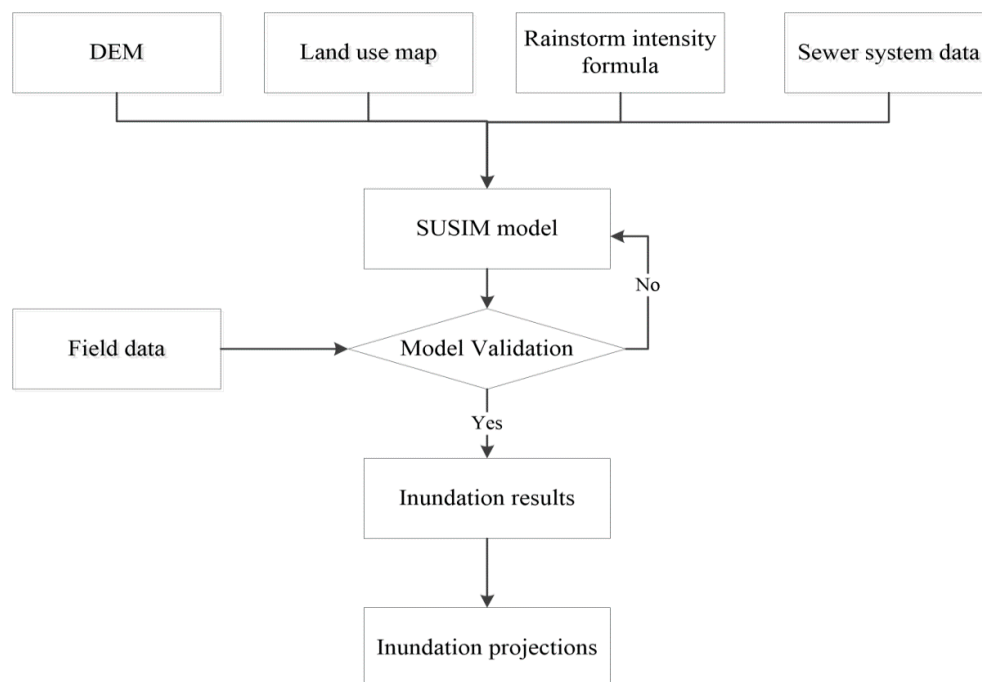 DEM
Land use map
Rainstorm intensity
formula
Sewer system data
SUSIM model
No
Field data
Model Validation
Yes
Inundation results
Inundation projections